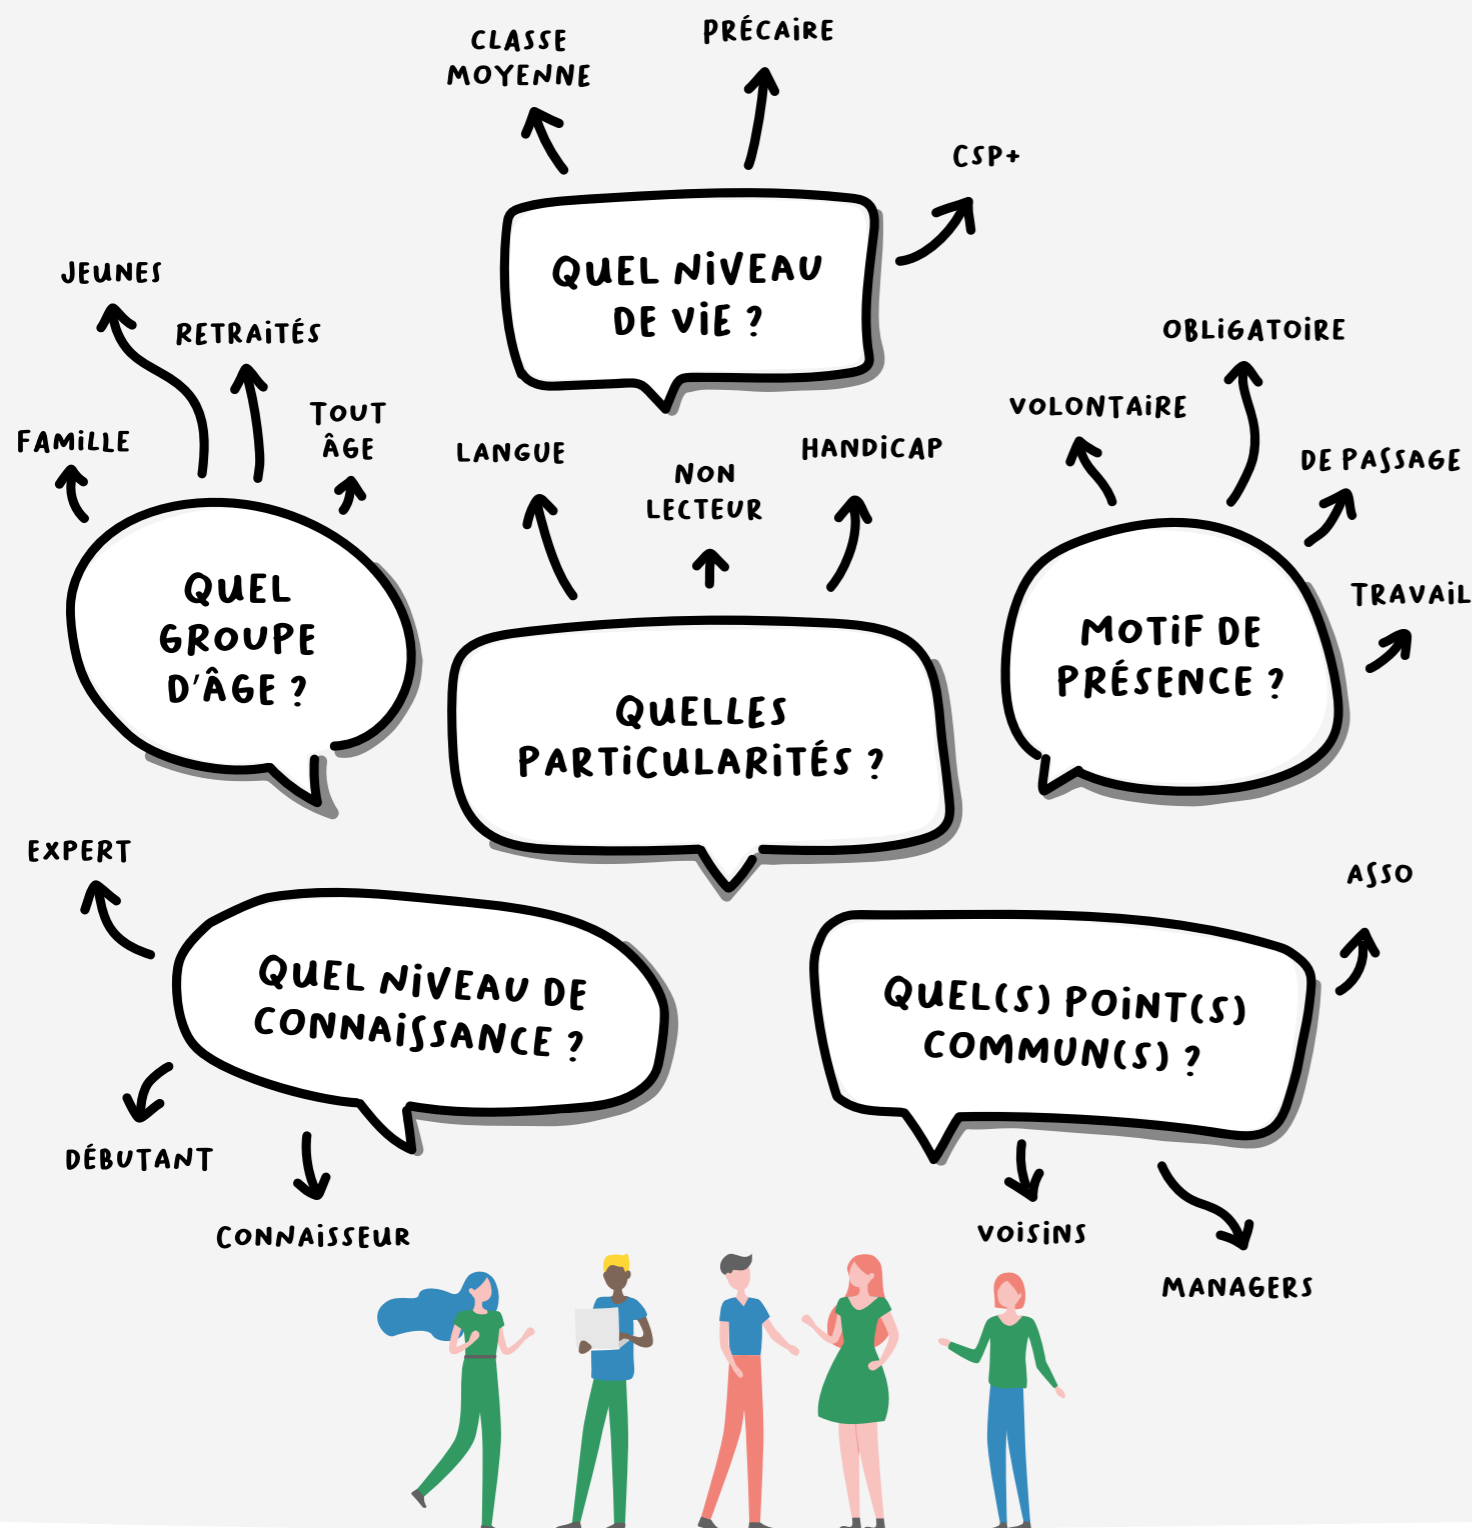 CLASSE
MOYENNE
PRÉCAIRE
CSP+
QUEL NIVEAU
DE VIE ?
JEUNES
RETRAITÉS
TOUT
ÂGE
FAMILLE
QUEL
GROUPE
D'ÂGE ?
LANGUE
NON
LECTEUR
HANDICAP
QUELLES
PARTICULARITÉS ?
OBLIGATOIRE
VOLONTAIRE
DE PASSAGE
TRAVAIL
MOTIF DE
PRÉSENCE ?
EXPERT
QUEL NIVEAU DE
CONNAISSANCE ?
DÉBUTANT
CONNAISSEUR
ASSO
QUEL(S) POINT(S)
COMMUN(S) ?
VOISINS
MANAGERS